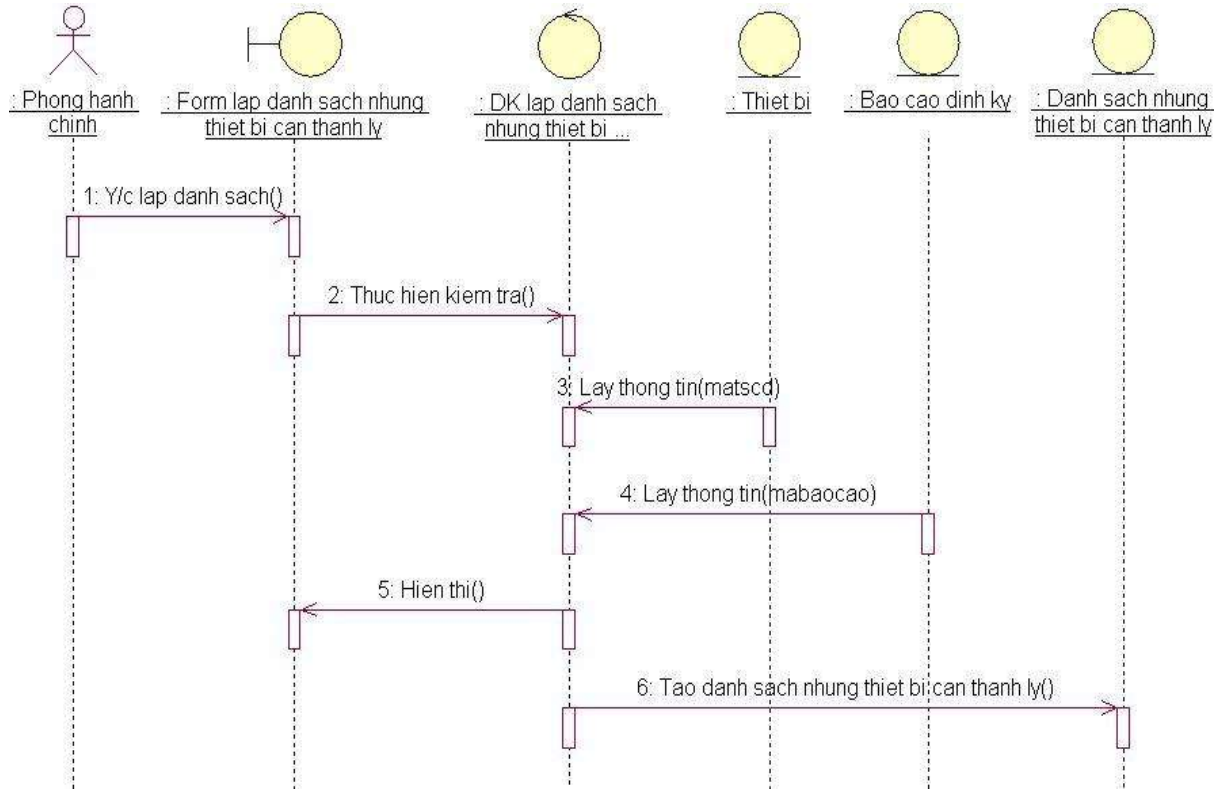 : Phong hanh
chinh
: Form lap danh sach nhung
thiet bi can thanh ly
: DK lap danh sach
nhung thiet bi ...
: Thiet bi
: Bao cao dinh ky
: Danh sach nhung
thiet bi can thanh ly
1: Y/c lap danh sach()
2: Thuc hien kiem tra()
3: Lay thong tin(matscd)
4: Lay thong tin(mabaocao)
5: Hien thi()
6: Tao danh sach nhung thiet bi can thanh ly()